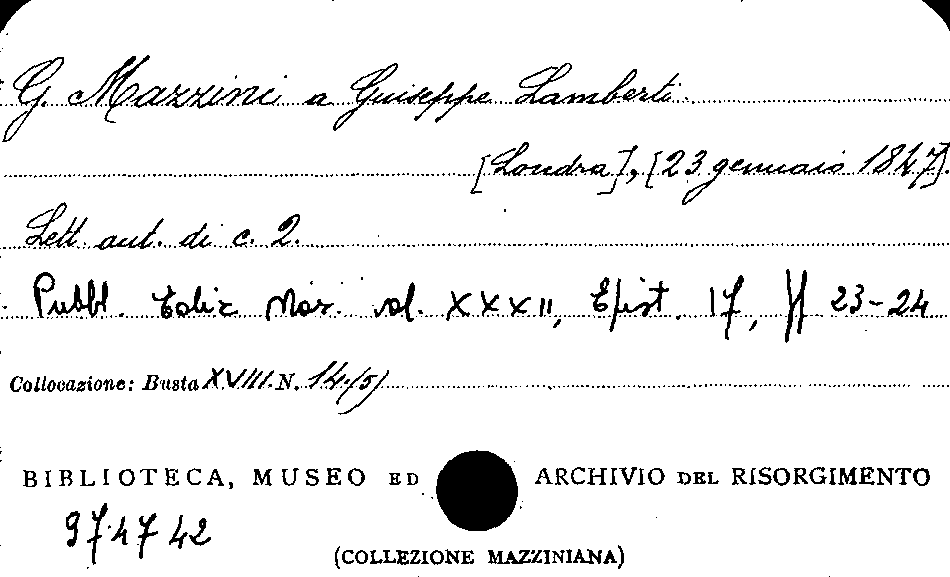 G. Mazzini a Giuseppe Lamberti.
[Londra], [23 gennaio 1847].
Lett. aut. di c. 2.
Pubbl. Ediz Naz. vol. XXXII, Epist. 17, pp 23-24
Collocazione: Busta XVIII. N. 14/5)
BIBLIOTECA, MUSEO ED ARCHIVIO DEL RISORGIMENTO
974742
(COLLEZIONE MAZZINIANA)